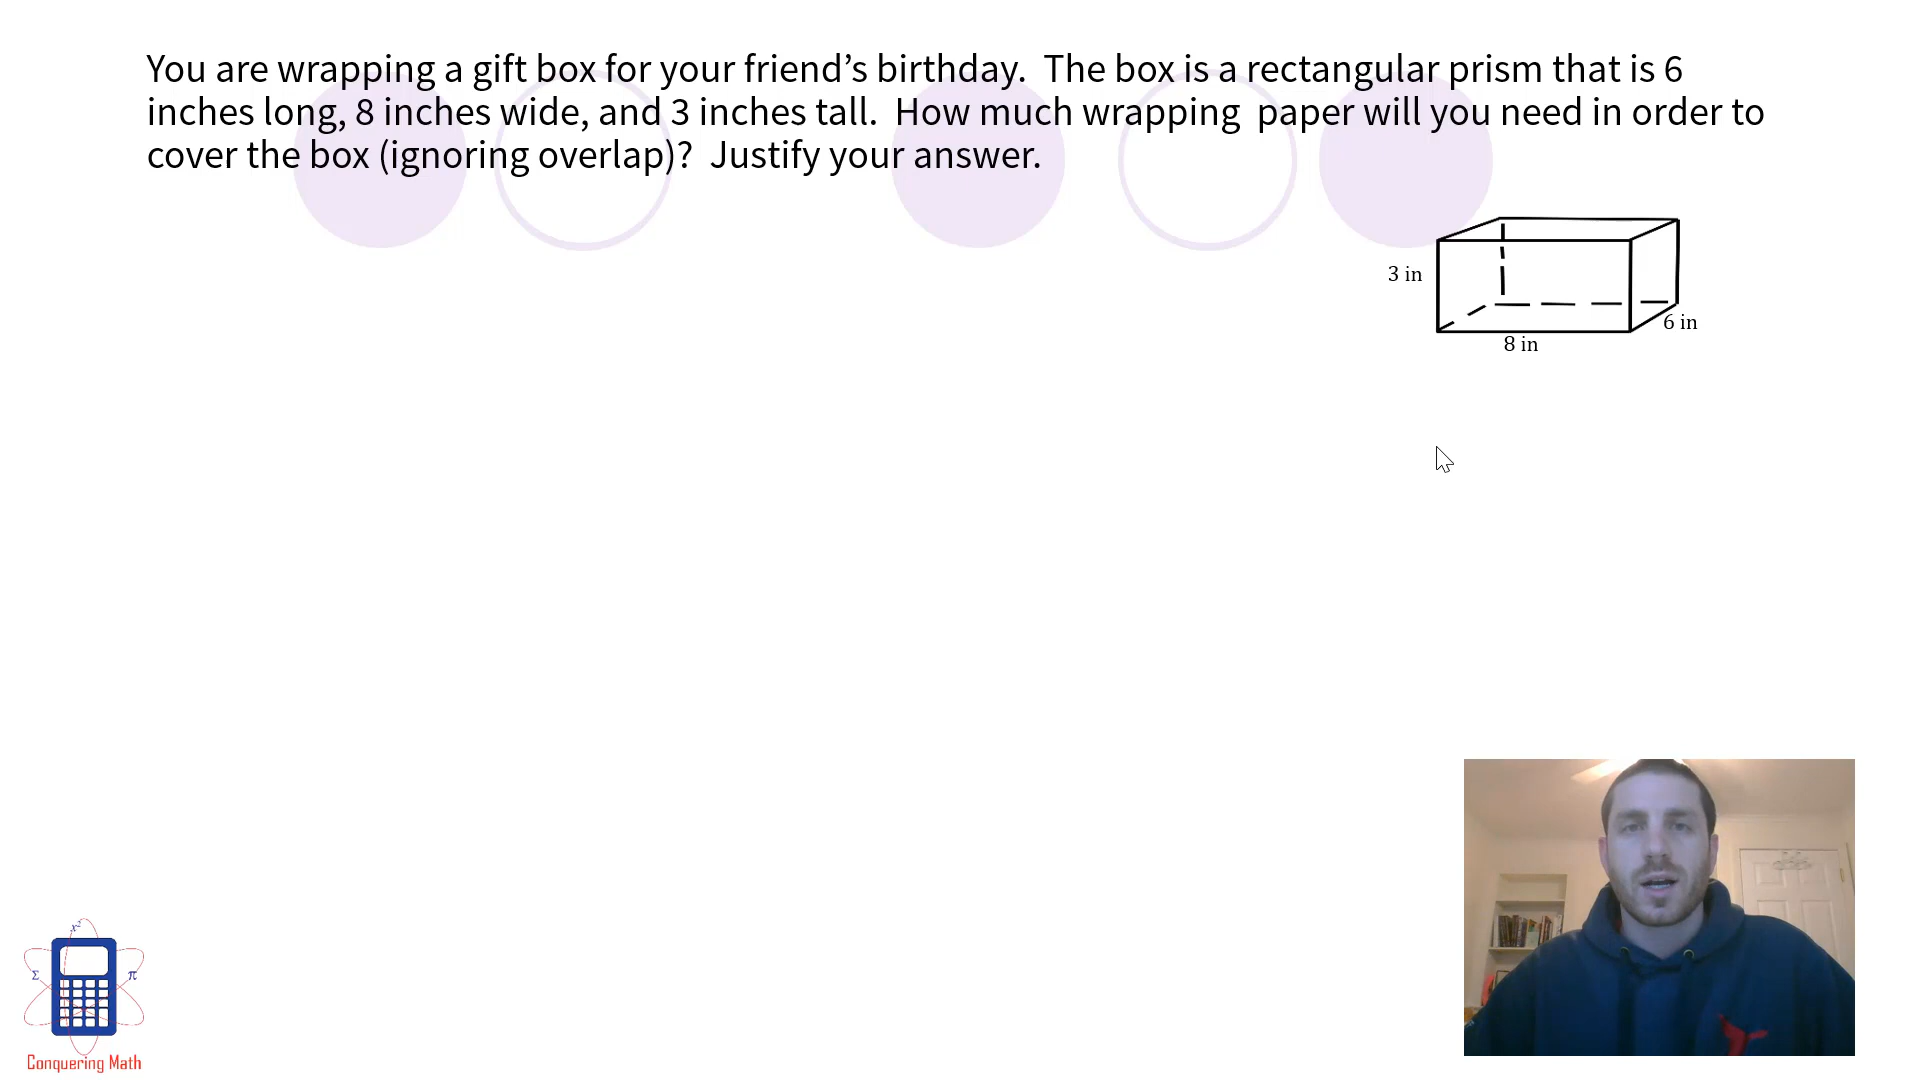 You are wrapping a gift box for your friend’s birthday.  The box is a rectangular prism that is 6
inches long, 8 inches wide, and 3 inches tall.  How much wrapping  paper will you need in order to
cover the box (ignoring overlap)?  Justify your answer.
3 in
6 in
8 in
x²
Σ
π
Conquering Math